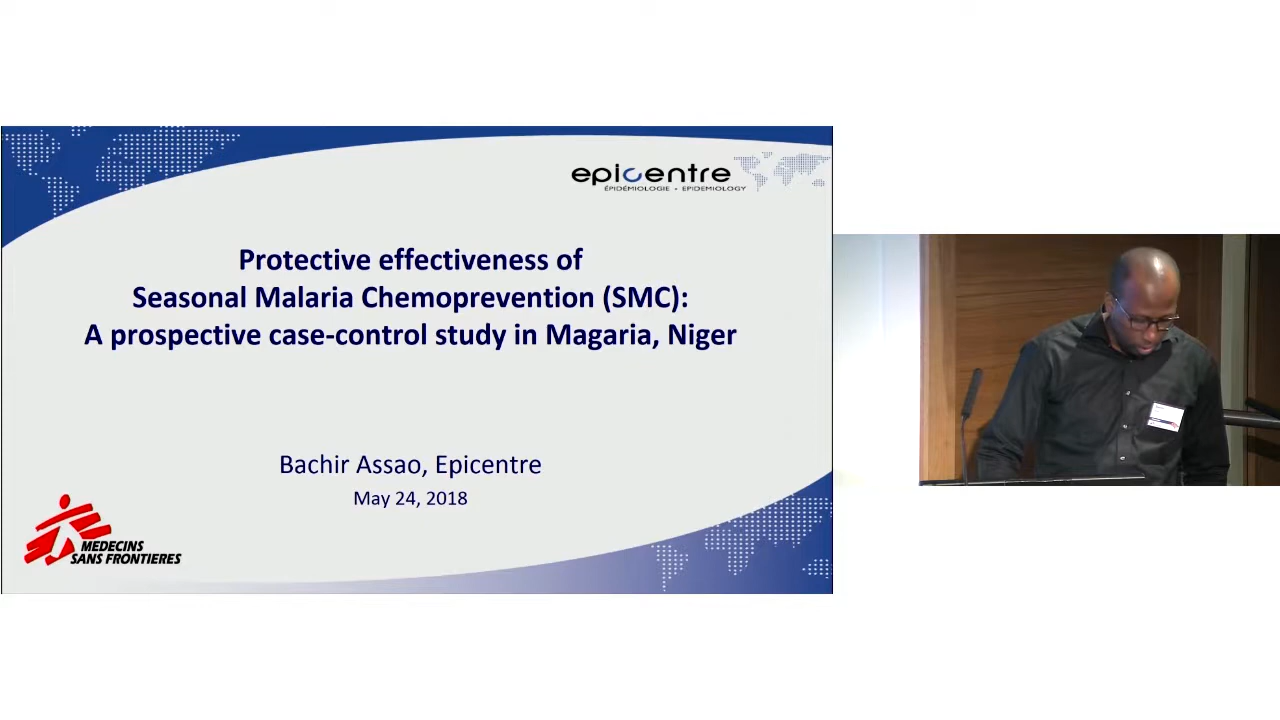 epicentre
ÉPIDÉMIOLOGIE • EPIDEMIOLOGY
Protective effectiveness of
Seasonal Malaria Chemoprevention (SMC):
A prospective case-control study in Magaria, Niger
Bachir Assao, Epicentre
May 24, 2018
MEDECINS
SANS FRONTIERES